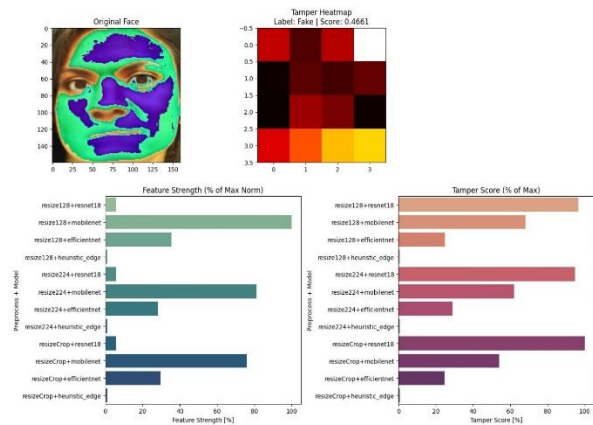 Original Face
0
20
40
60
80
100
120
140
0 25 50 75 100 125 150
Tamper Heatmap
Label: Fake | Score: 0.4661
−0.5
0.0
0.5
1.0
1.5
2.0
2.5
3.0
3.5
0 1 2 3
Feature Strength (% of Max Norm)
Preprocess + Model
resize128+resnet18
resize128+mobilenet
resize128+efficientnet
resize128+heuristic_edge
resize224+resnet18
resize224+mobilenet
resize224+efficientnet
resize224+heuristic_edge
resizeCrop+resnet18
resizeCrop+mobilenet
resizeCrop+efficientnet
resizeCrop+heuristic_edge
0 20 40 60 80 100
Feature Strength [%]
Tamper Score (% of Max)
Preprocess + Model
resize128+resnet18
resize128+mobilenet
resize128+efficientnet
resize128+heuristic_edge
resize224+resnet18
resize224+mobilenet
resize224+efficientnet
resize224+heuristic_edge
resizeCrop+resnet18
resizeCrop+mobilenet
resizeCrop+efficientnet
resizeCrop+heuristic_edge
0 20 40 60 80 100
Tamper Score [%]